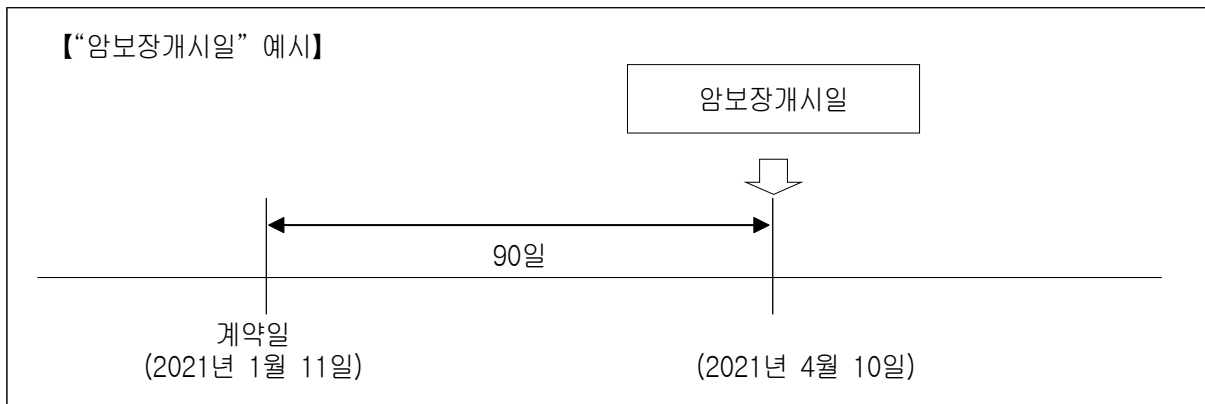 【“암보장개시일” 예시】
암보장개시일
90일
계약일
(2021년 1월 11일)
(2021년 4월 10일)